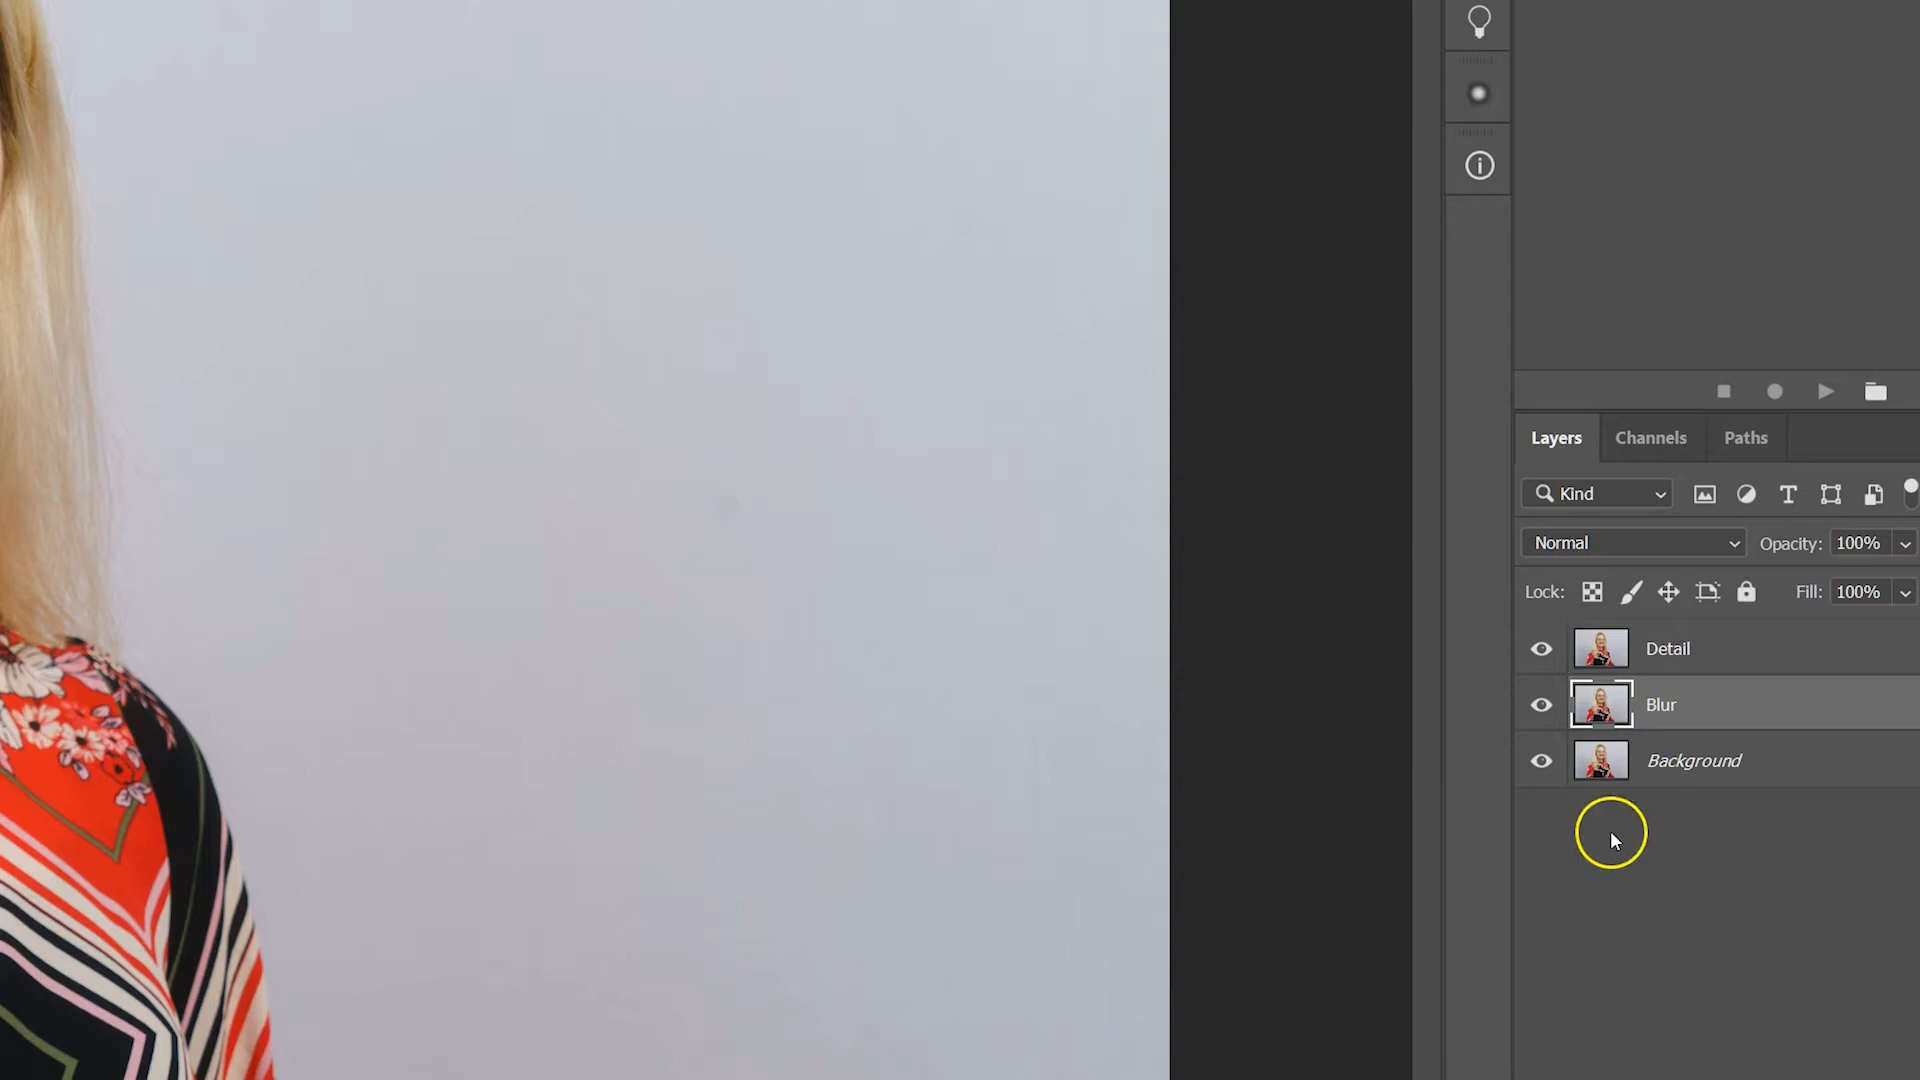 Layers Channels Paths
Kind
Normal Opacity: 100%
Lock: Fill: 100%
Detail
Blur
Background